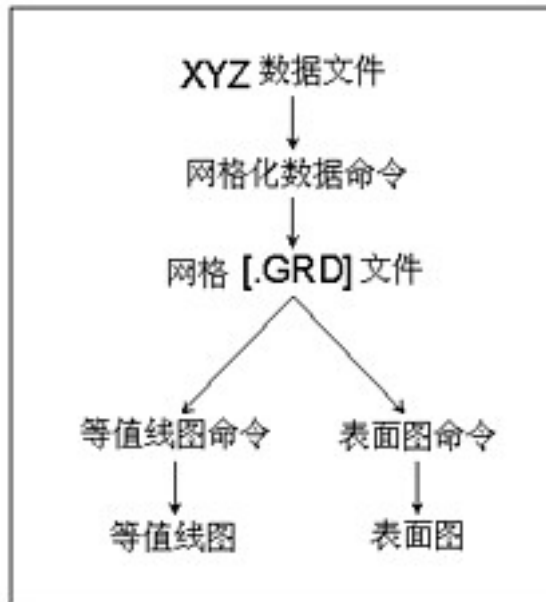 XYZ 数据文件
网格化数据命令
网格 [.GRD] 文件
等值线图命令
表面图命令
等值线图
表面图